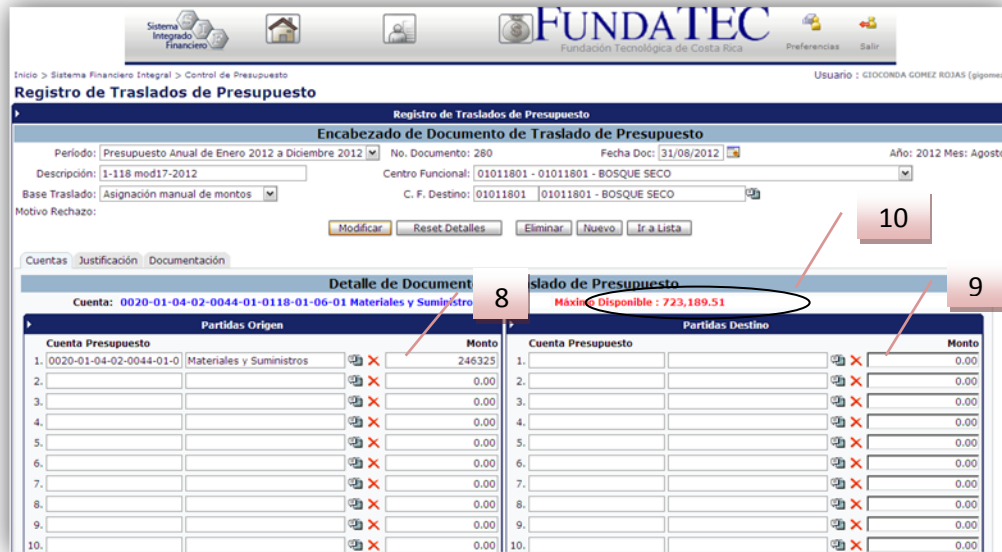 Sistema
Integrado
Financiero
FUNDATEC
Fundación Tecnológica de Costa Rica
Preferencias Salir
Inicio > Sistema Financiero Integral > Control de Presupuesto
Usuario : GIOCONDA GOMEZ ROJAS (gigomez
Registro de Traslados de Presupuesto
Registro de Traslados de Presupuesto
Encabezado de Documento de Traslado de Presupuesto
Período: Presupuesto Anual de Enero 2012 a Diciembre 2012 No. Documento: 280 Fecha Doc: 31/08/2012 Año: 2012 Mes: Agosto
Descripción: 1-118 mod17-2012 Centro Funcional: 01011801 - 01011801 - BOSQUE SECO
Base Traslado: Asignación manual de montos C. F. Destino: 01011801 01011801 - BOSQUE SECO
Motivo Rechazo:
Modificar Reset Detalles Eliminar Nuevo Ir a Lista
10
Cuentas Justificación Documentación
Detalle de Document slado de Presupuesto
8
9
Cuenta: 0020-01-04-02-0044-01-0118-01-06-01 Materiales y Suministro Máximo Disponible : 723,189.51
Partidas Origen Partidas Destino
Cuenta Presupuesto Monto Cuenta Presupuesto Monto
1. 0020-01-04-02-0044-01-0 Materiales y Suministros 246325 1. 0.00
2. 0.00 2. 0.00
3. 0.00 3. 0.00
4. 0.00 4. 0.00
5. 0.00 5. 0.00
6. 0.00 6. 0.00
7. 0.00 7. 0.00
8. 0.00 8. 0.00
9. 0.00 9. 0.00
10. 0.00 10. 0.00